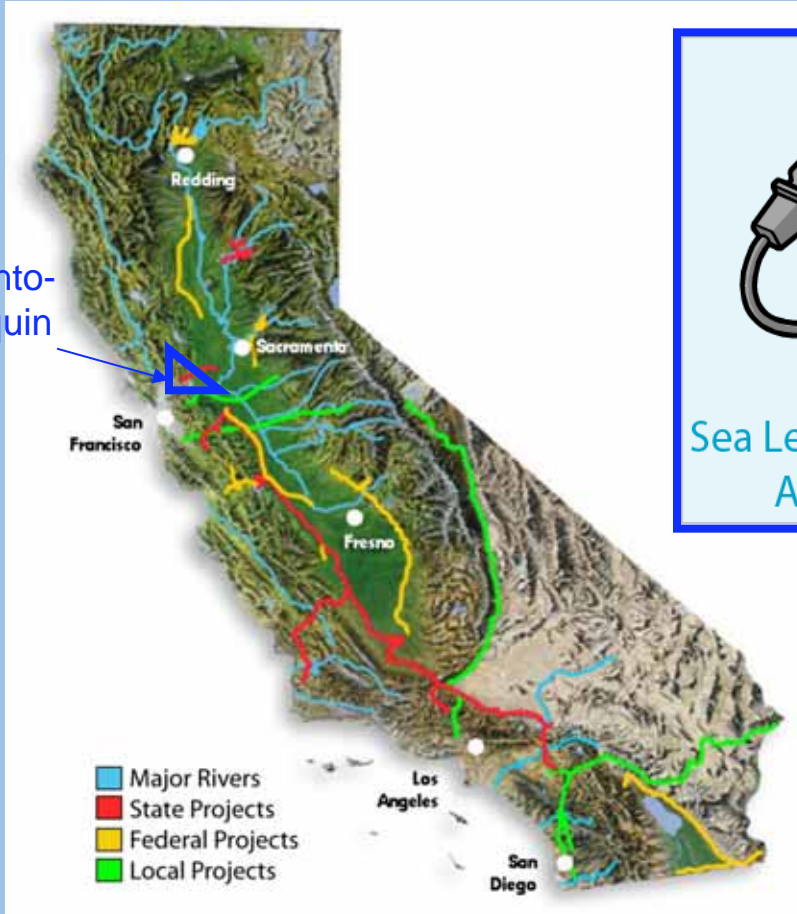 Redding
nto-
quin
Sacramento
San
Francisco
Sea Le
A
Fresno
Major Rivers
State Projects
Federal Projects
Local Projects
Los
Angeles
San
Diego